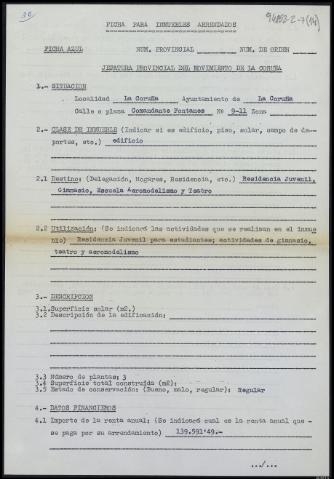 30
94852-2-7(14)
FICHA PARA INMUEBLES ARRENDADOS
FICHA AZUL NUM. PROVINCIAL NUM. DE ORDEN
JEFATURA PROVINCIAL DEL MOVIMIENTO DE LA CORUÑA
1.- SITUACION
Localidad La Coruña Ayuntamiento de La Coruña
Calle o plaza Comandante Fontanes Nº 9-11 Zona
2.- CLASE DE INMUEBLE (Indicar si es edificio, piso, solar, campo de de-
portes, etc.) edificio
2.1 Destino: (Delegación, Hogares, Residencia, etc.) Residencia Juvenil,
Gimnasio, Escuela Aeromodelismo y Teatro
2.2 Utilización: (Se indicará las actividades que se realizan en el inmue
ble) Residencia Juvenil para estudiantes; actividades de gimnasio,
teatro y aeromodelismo
3.- DESCRIPCION
3.1.Superficie solar (m2.)
3.2 Descripción de la edificación:
3.3 Número de plantas: 3
3.4 Superficie total construida (m2):
3.5 Estado de conservación: (Bueno, malo, regular): Regular
4.- DATOS FINANCIEROS
4.1 Importe de la renta anual: (Se indicará cual es la renta anual que -
se paga por su arrendamiento) 139.591'49.-
.../...